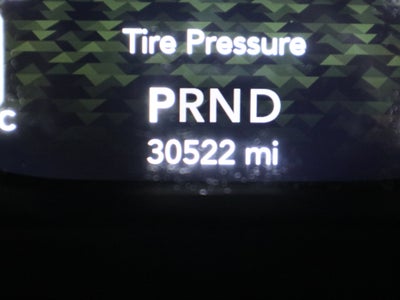 Tire Pressure
PRND
C
30522 mi